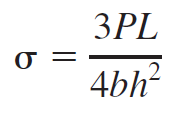 σ = 3PL / 4bh²